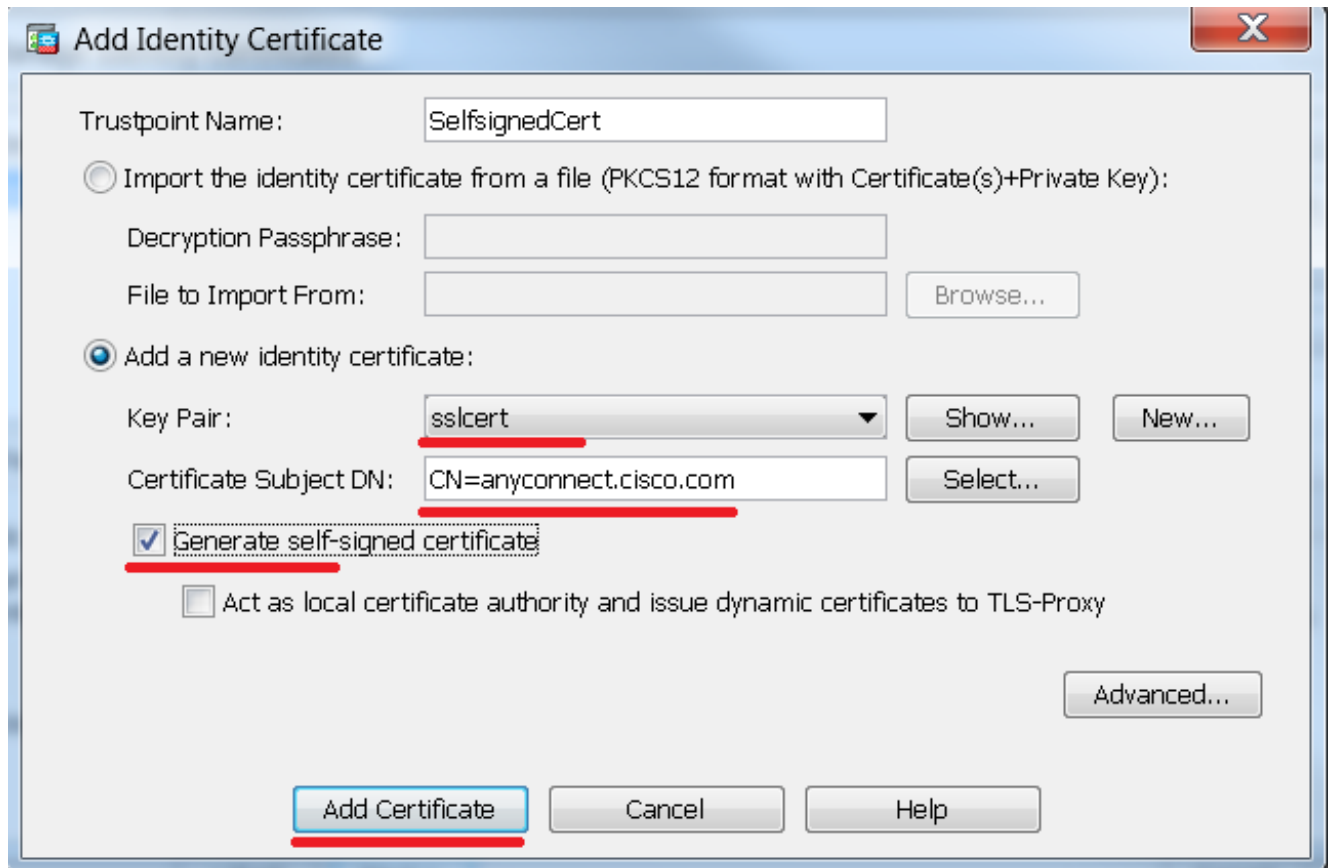 Add Identity Certificate
Trustpoint Name: SelfsignedCert
Import the identity certificate from a file (PKCS12 format with Certificate(s)+Private Key):
Decryption Passphrase:
File to Import From: Browse...
Add a new identity certificate:
Key Pair: sslcert Show... New...
Certificate Subject DN: CN=anyconnect.cisco.com Select...
Generate self-signed certificate
Act as local certificate authority and issue dynamic certificates to TLS-Proxy
Advanced...
Add Certificate Cancel Help